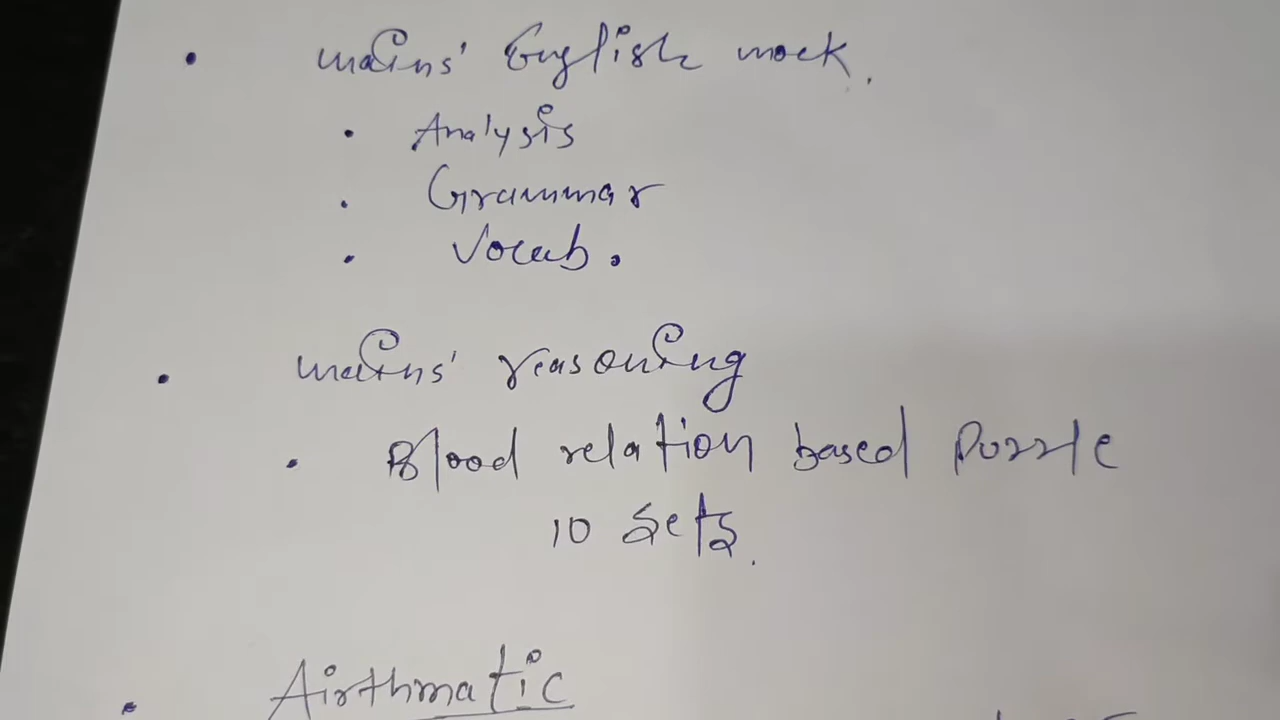 • mains' English mock.
• Analysis
• Grammar
• Vocab.
• mains' reasoning
• Blood relation based Puzzle
10 sets.
• Airthmatic